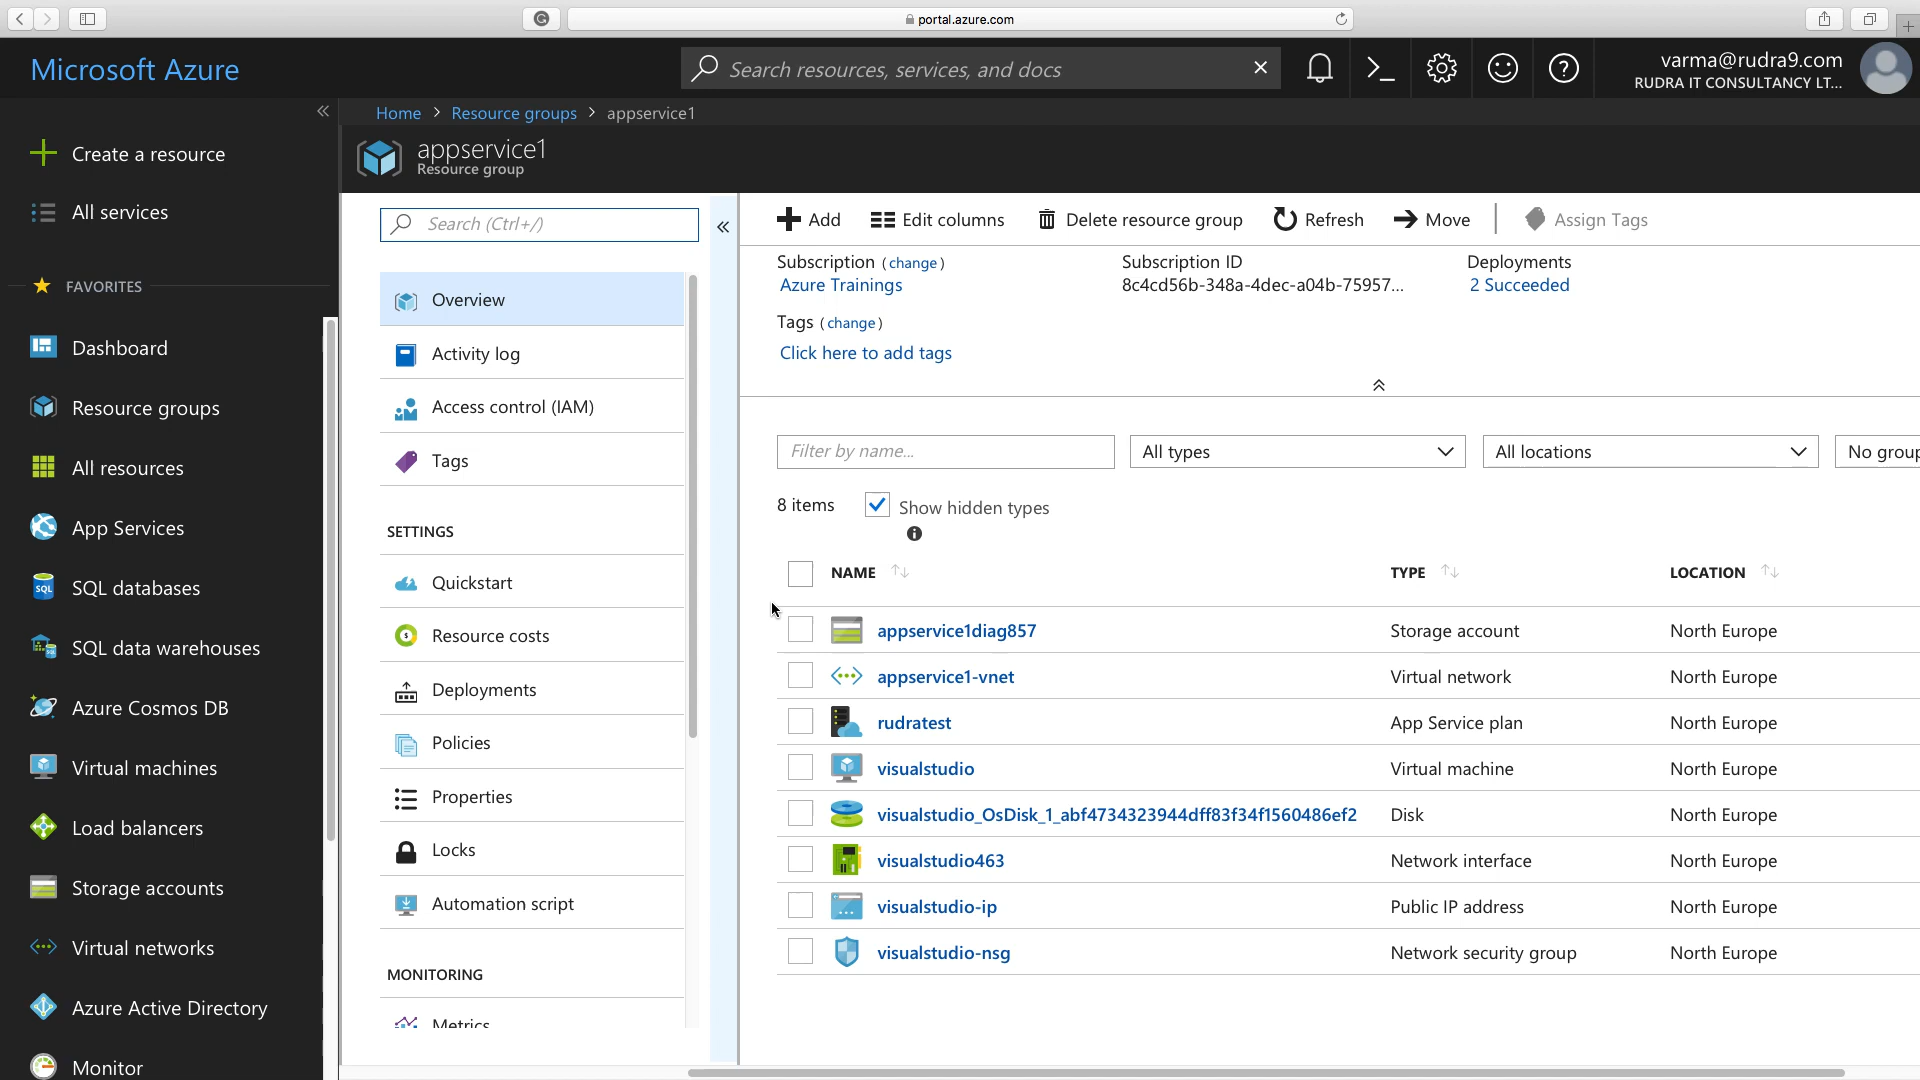 portal.azure.com
Microsoft Azure
Search resources, services, and docs
varma@rudra9.com
RUDRA IT CONSULTANCY LT...
Home > Resource groups > appservice1
appservice1
Resource group
Create a resource
All services
FAVORITES
Dashboard
Resource groups
All resources
App Services
SQL databases
SQL data warehouses
Azure Cosmos DB
Virtual machines
Load balancers
Storage accounts
Virtual networks
Azure Active Directory
Monitor
Search (Ctrl+/)
Overview
Activity log
Access control (IAM)
Tags
SETTINGS
Quickstart
Resource costs
Deployments
Policies
Properties
Locks
Automation script
MONITORING
Metrics
Add Edit columns Delete resource group Refresh Move Assign Tags
Subscription (change) Subscription ID Deployments
Azure Trainings 8c4cd56b-348a-4dec-a04b-75957... 2 Succeeded
Tags (change)
Click here to add tags
Filter by name... All types All locations No group
8 items Show hidden types
NAME TYPE LOCATION
appservice1diag857 Storage account North Europe
appservice1-vnet Virtual network North Europe
rudratest App Service plan North Europe
visualstudio Virtual machine North Europe
visualstudio_OsDisk_1_abf4734323944dff83f34f1560486ef2 Disk North Europe
visualstudio463 Network interface North Europe
visualstudio-ip Public IP address North Europe
visualstudio-nsg Network security group North Europe